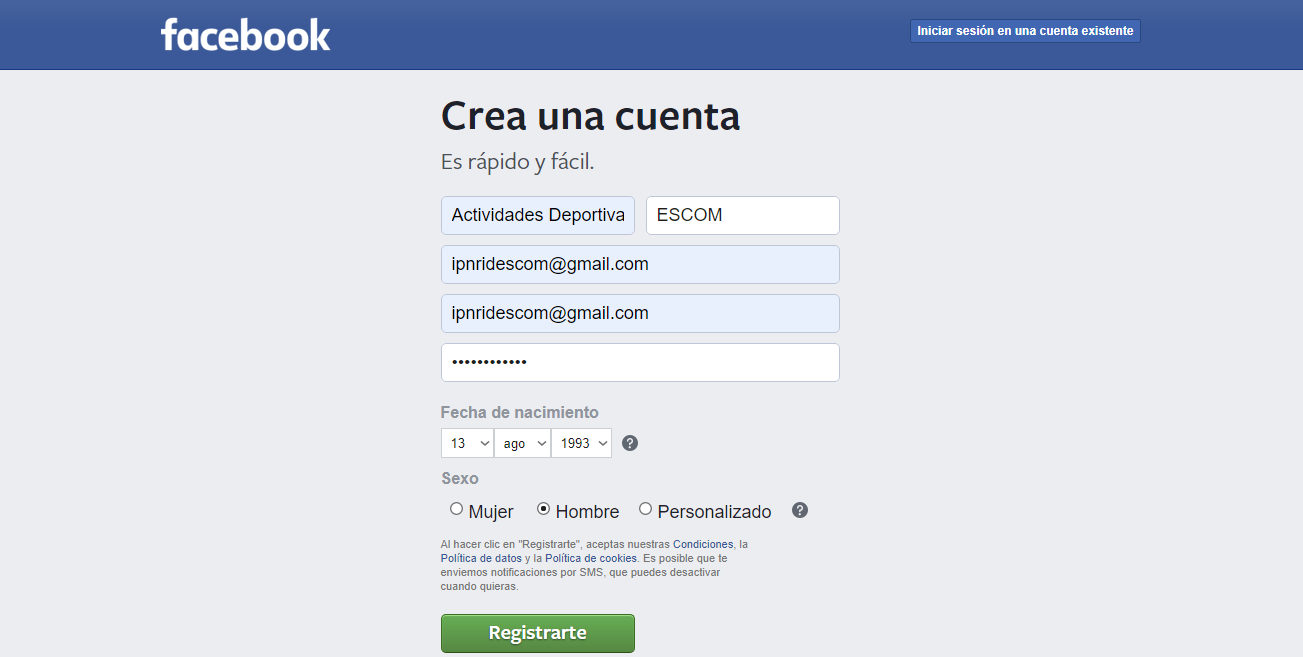 facebook
Iniciar sesión en una cuenta existente
Crea una cuenta
Es rápido y fácil.
Actividades Deportiva ESCOM
ipnridescom@gmail.com
ipnridescom@gmail.com
••••••••••••
Fecha de nacimiento
13 ago 1993 ?
Sexo
Mujer Hombre Personalizado ?
Al hacer clic en "Registrarte", aceptas nuestras Condiciones, la
Política de datos y la Política de cookies. Es posible que te
enviemos notificaciones por SMS, que puedes desactivar
cuando quieras.
Registrarte